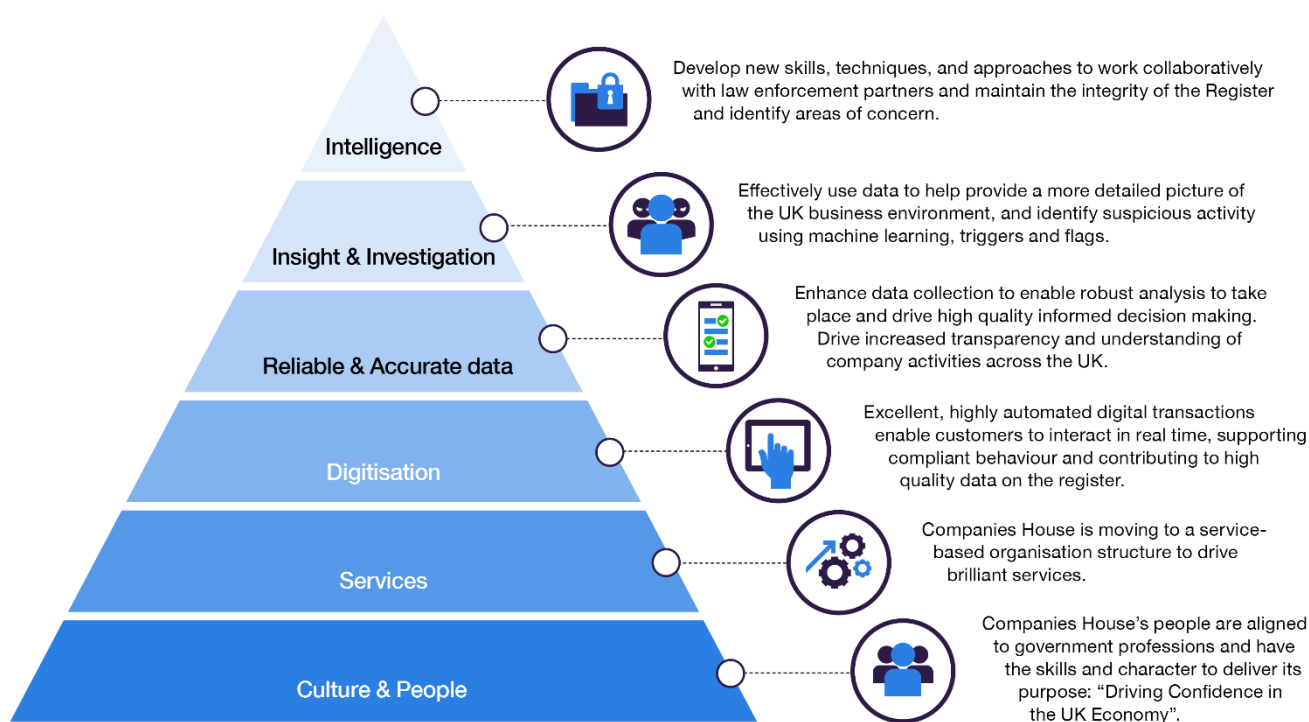 Intelligence
Develop new skills, techniques, and approaches to work collaboratively
with law enforcement partners and maintain the integrity of the Register
and identify areas of concern.
Insight & Investigation
Effectively use data to help provide a more detailed picture of
the UK business environment, and identify suspicious activity
using machine learning, triggers and flags.
Reliable & Accurate data
Enhance data collection to enable robust analysis to take
place and drive high quality informed decision making.
Drive increased transparency and understanding of
company activities across the UK.
Digitisation
Excellent, highly automated digital transactions
enable customers to interact in real time, supporting
compliant behaviour and contributing to high
quality data on the register.
Services
Companies House is moving to a service-
based organisation structure to drive
brilliant services.
Culture & People
Companies House’s people are aligned
to government professions and have
the skills and character to deliver its
purpose: “Driving Confidence in
the UK Economy”.